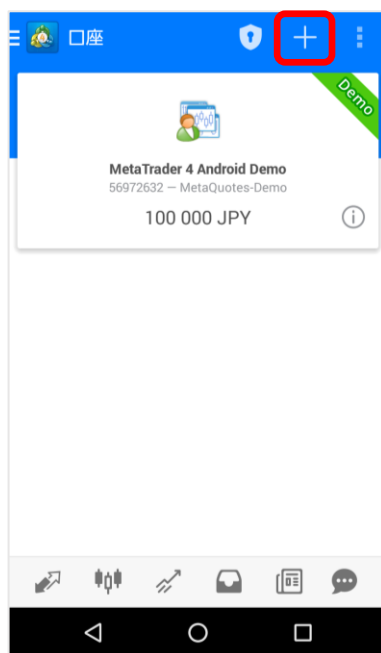 口座
Demo
MetaTrader 4 Android Demo
56972632 — MetaQuotes-Demo
100 000 JPY